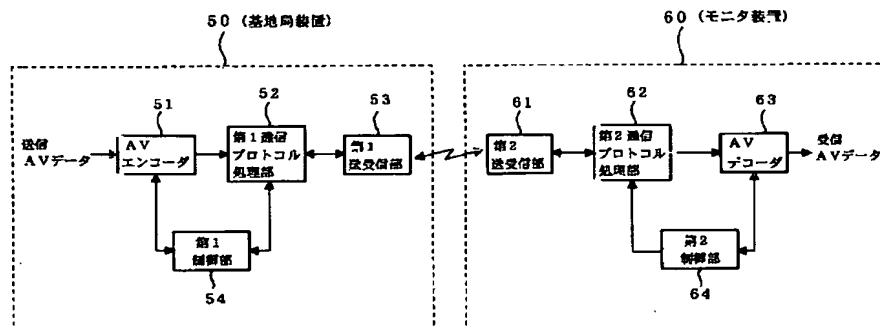 50 (基地局装置)
60 (モニタ装置)
51
52
53
61
62
63
送信
AVデータ
AV
エンコーダ
第1通信
プロトコル
処理部
第1
送受信部
第2
送受信部
第2通信
プロトコル
処理部
AV
デコーダ
受信
AVデータ
第1
制御部
54
第2
制御部
64